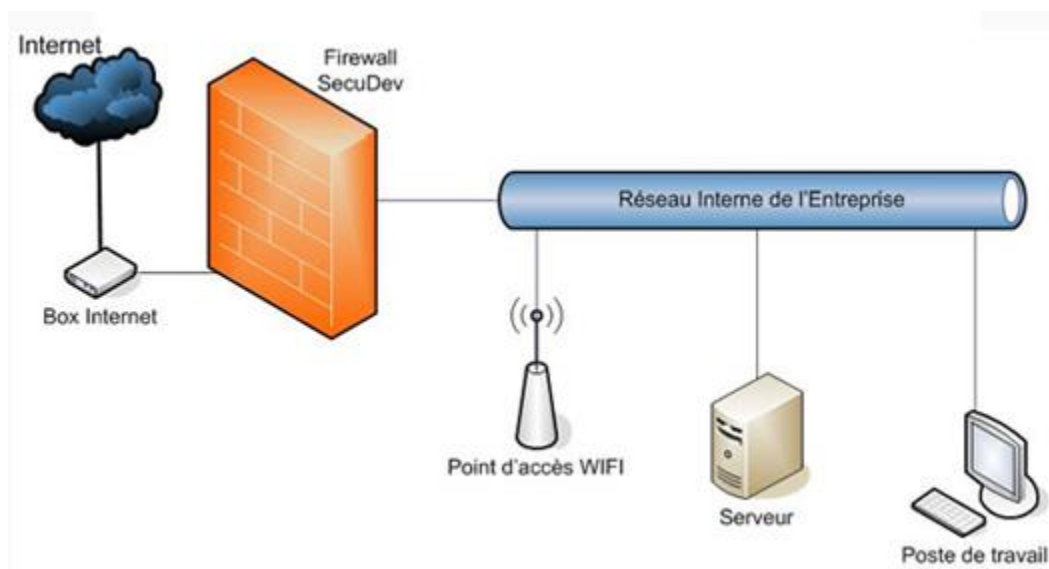 Internet
Firewall
SecuDev
Réseau Interne de l'Entreprise
Box Internet
Point d'accès WIFI
Serveur
Poste de travail